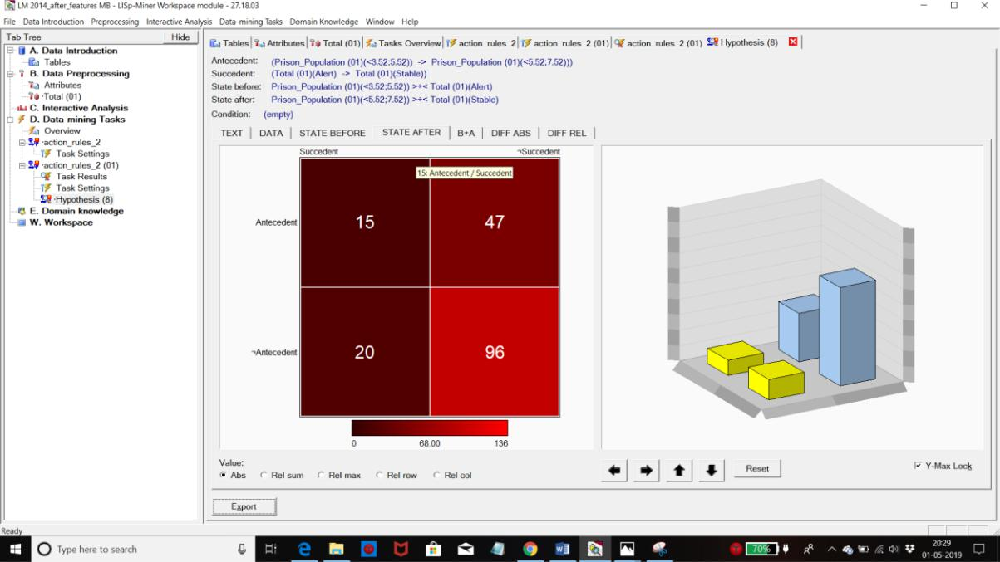 LM 2014_after_features MB - LISp-Miner Workspace module - 27.18.03
File Data Introduction Preprocessing Interactive Analysis Data-mining Tasks Domain Knowledge Window Help
Tab Tree Hide
A. Data Introduction
Tables
B. Data Preprocessing
Attributes
·Total (01)
C. Interactive Analysis
D. Data-mining Tasks
Overview
·action_rules_2
Task Settings
·action_rules_2 (01)
Task Results
Task Settings
·Hypothesis (8)
E. Domain knowledge
W. Workspace
Tables Attributes Total (01) Tasks Overview action rules 2 action rules 2 (01) action rules 2 (01) Hypothesis (8)
Antecedent: (Prison_Population (01)(<3.52;5.52)) -> Prison_Population (01)(<5.52;7.52)))
Succedent: (Total (01)(Alert) -> Total (01)(Stable))
State before: Prison_Population (01)(<3.52;5.52)) >÷< Total (01)(Alert)
State after: Prison_Population (01)(<5.52;7.52)) >÷< Total (01)(Stable)
Condition: (empty)
TEXT DATA STATE BEFORE STATE AFTER B+A DIFF ABS DIFF REL
Succedent ¬Succedent
15: Antecedent / Succedent
Antecedent 15 47
¬Antecedent 20 96
0 68.00 136
Value:
Abs Rel sum Rel max Rel row Rel col
Reset
Y-Max Lock
Export
Ready
Type here to search
70%
20:29
01-05-2019